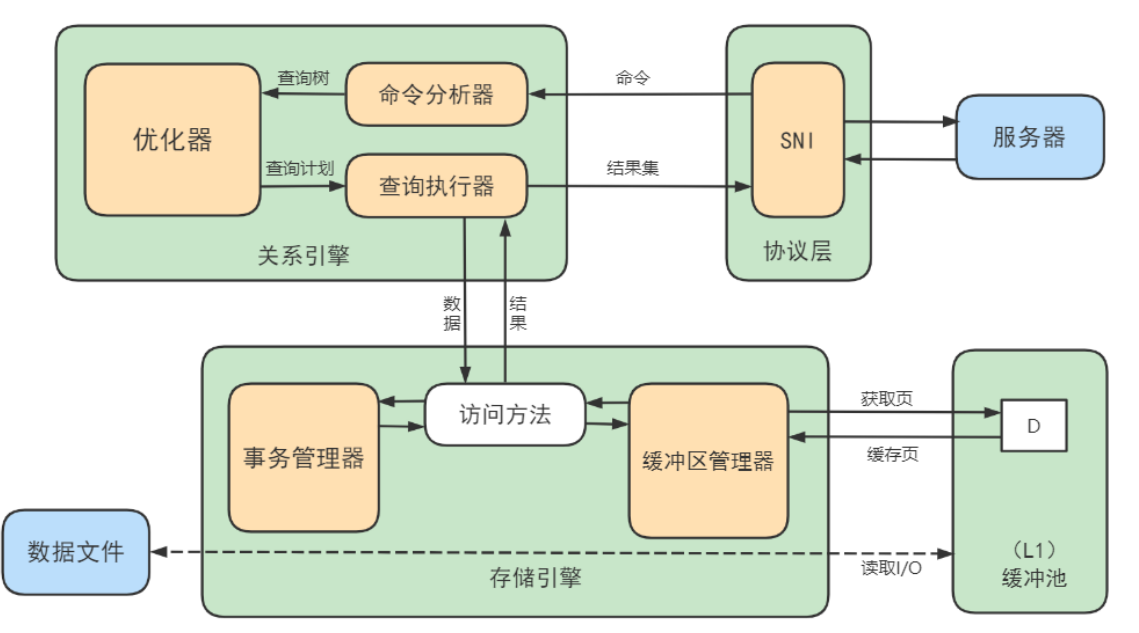 查询树
命令分析器
命令
优化器
SNI
服务器
查询计划
查询执行器
结果集
关系引擎
协议层
数
据
结
果
访问方法
获取页
D
事务管理器
缓冲区管理器
缓存页
数据文件
(L1)
缓冲池
读取I/O
存储引擎